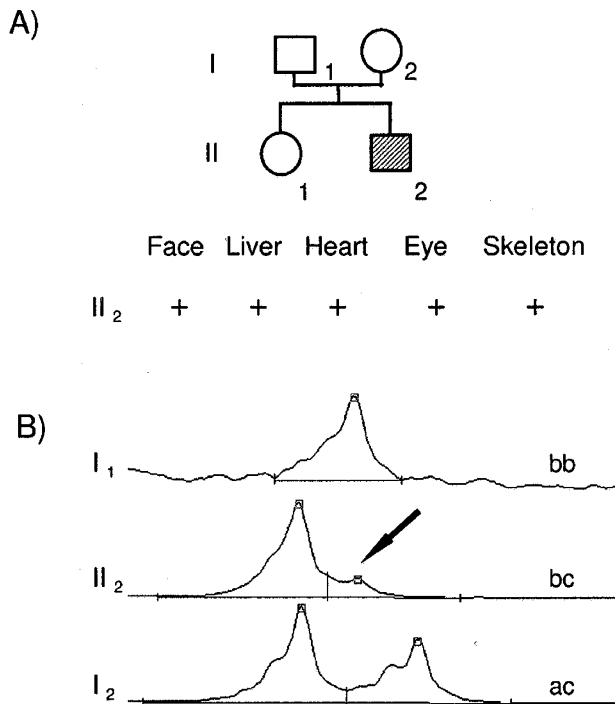 A)
I 1 2
II 1 2
Face Liver Heart Eye Skeleton
II 2 + + + + +
B)
I 1 bb
II 2 bc
I 2 ac